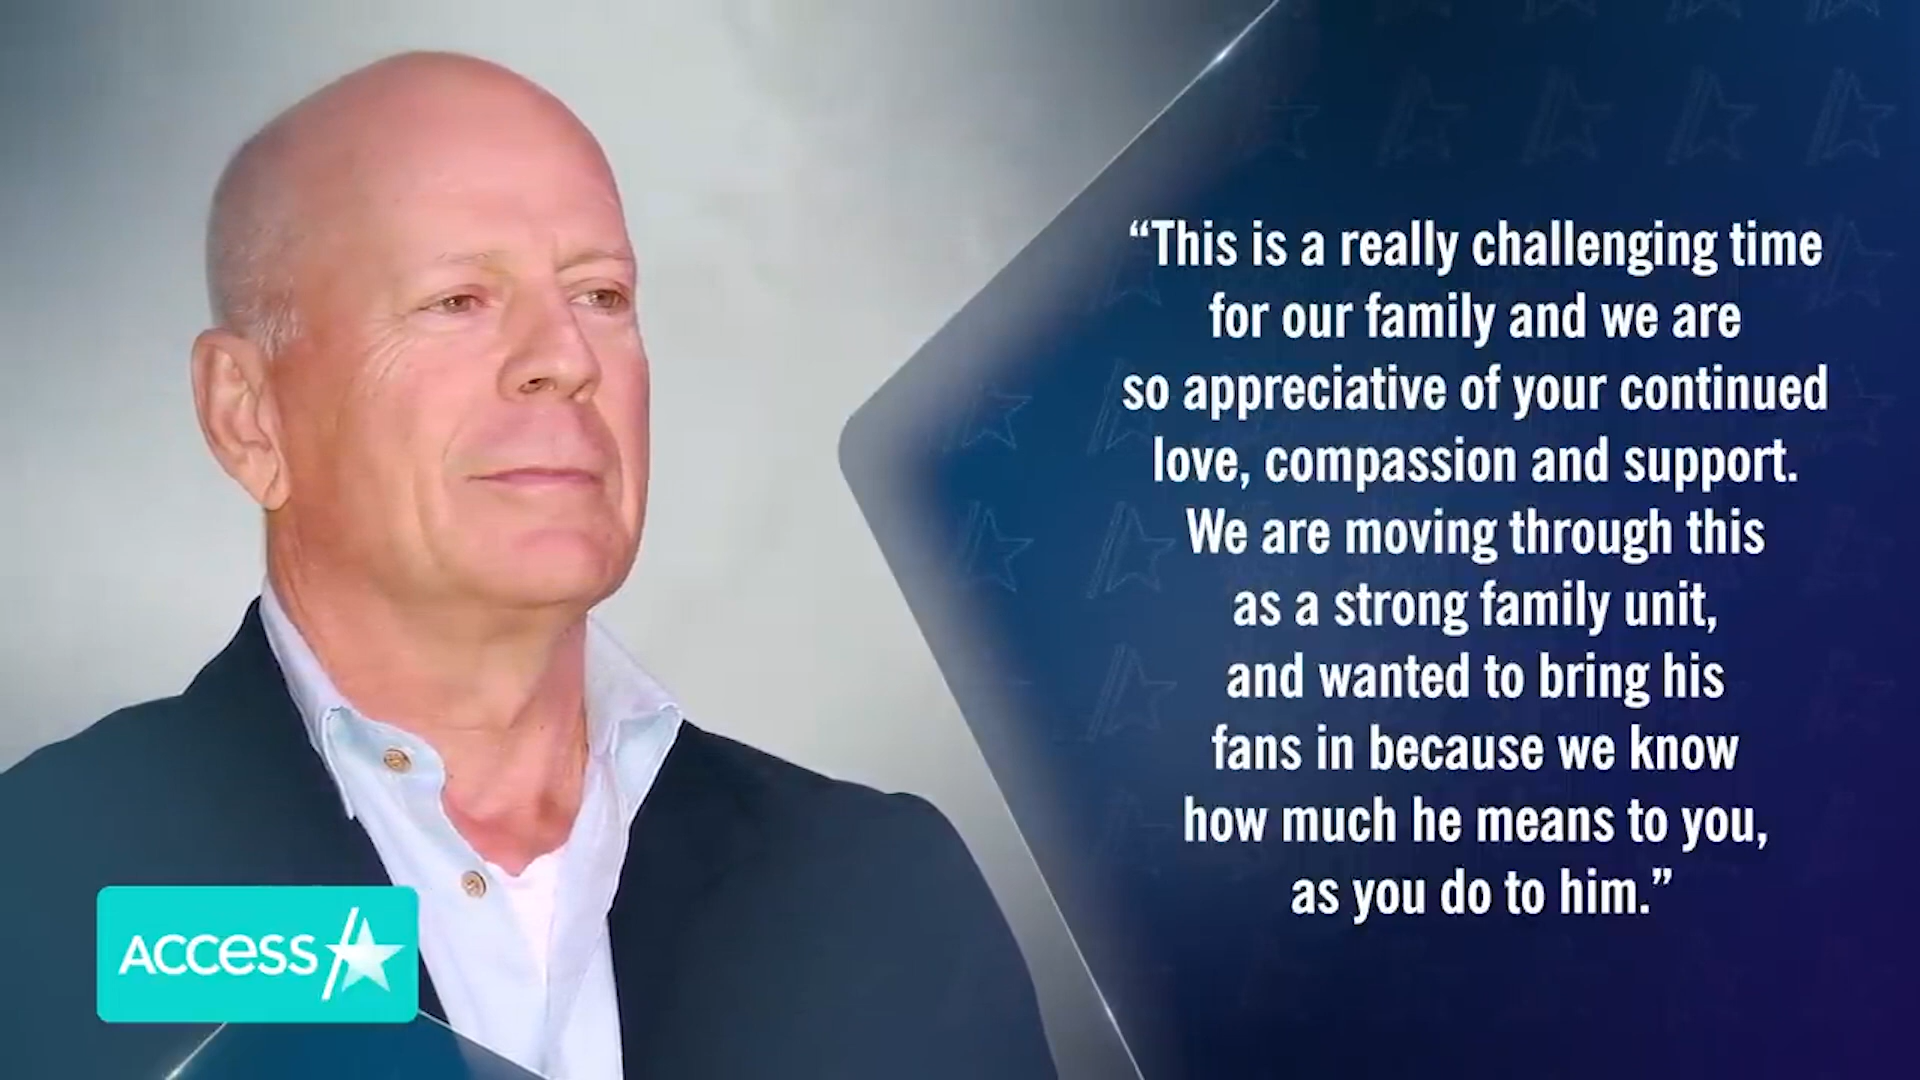 “This is a really challenging time
for our family and we are
so appreciative of your continued
love, compassion and support.
We are moving through this
as a strong family unit,
and wanted to bring his
fans in because we know
how much he means to you,
as you do to him.”
ACCESS